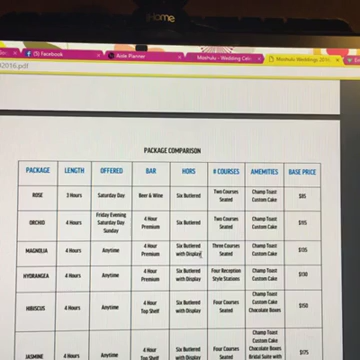 iHome
Facebook
Aisle Planner
Moshulu - Wedding Cere
Moshulu Weddings 2016
2016.pdf
PACKAGE COMPARISON
PACKAGE LENGTH OFFERED BAR HORS # COURSES AMEMITIES BASE PRICE
ROSE 3 Hours Saturday Day Beer & Wine Six Butlered Two Courses Seated Champ Toast Custom Cake $85
ORCHID 4 Hours Friday Evening Saturday Day Sunday 4 Hour Premium Six Butlered Two Courses Seated Champ Toast Custom Cake $115
MAGNOLIA 4 Hours Anytime 4 Hour Premium Six Butlered with Display Three Courses Seated Champ Toast Custom Cake $135
HYDRANGEA 4 Hours Anytime 4 Hour Premium Six Butlered with Display Four Reception Style Stations Champ Toast Custom Cake $130
HIBISCUS 4 Hours Anytime 4 Hour Top Shelf Six Butlered with Display Four Courses Seated Champ Toast Custom Cake Chocolate Boxes $150
JASMINE 4 Hours Anytime 4 Hour Top Shelf Six Butlered with Display Four Courses Seated Champ Toast Custom Cake Chocolate Boxes Bridal Suite with $175